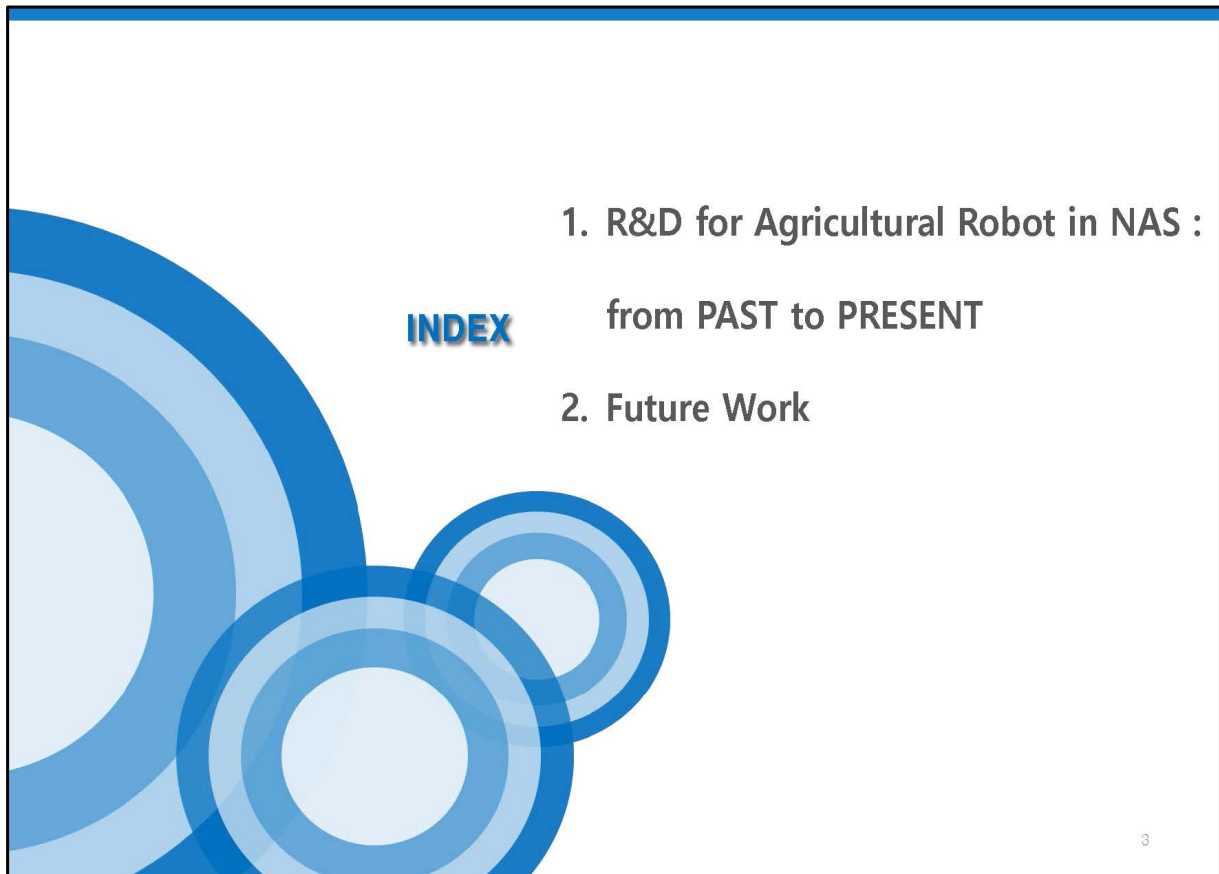 INDEX
1. R&D for Agricultural Robot in NAS :
from PAST to PRESENT
2. Future Work
3